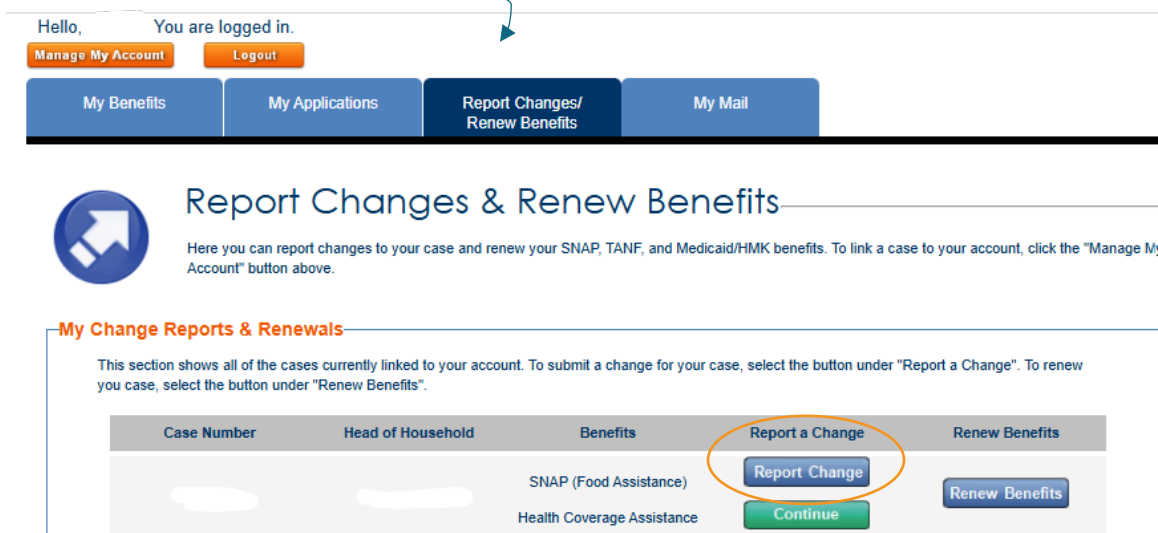 Hello, You are logged in.
Manage My Account Logout
My Benefits My Applications Report Changes/ My Mail
Renew Benefits
Report Changes & Renew Benefits
Here you can report changes to your case and renew your SNAP, TANF, and Medicaid/HMK benefits. To link a case to your account, click the "Manage My
Account" button above.
My Change Reports & Renewals
This section shows all of the cases currently linked to your account. To submit a change for your case, select the button under "Report a Change". To renew
you case, select the button under "Renew Benefits".
Case Number Head of Household Benefits Report a Change Renew Benefits
SNAP (Food Assistance) Report Change Renew Benefits
Health Coverage Assistance Continue